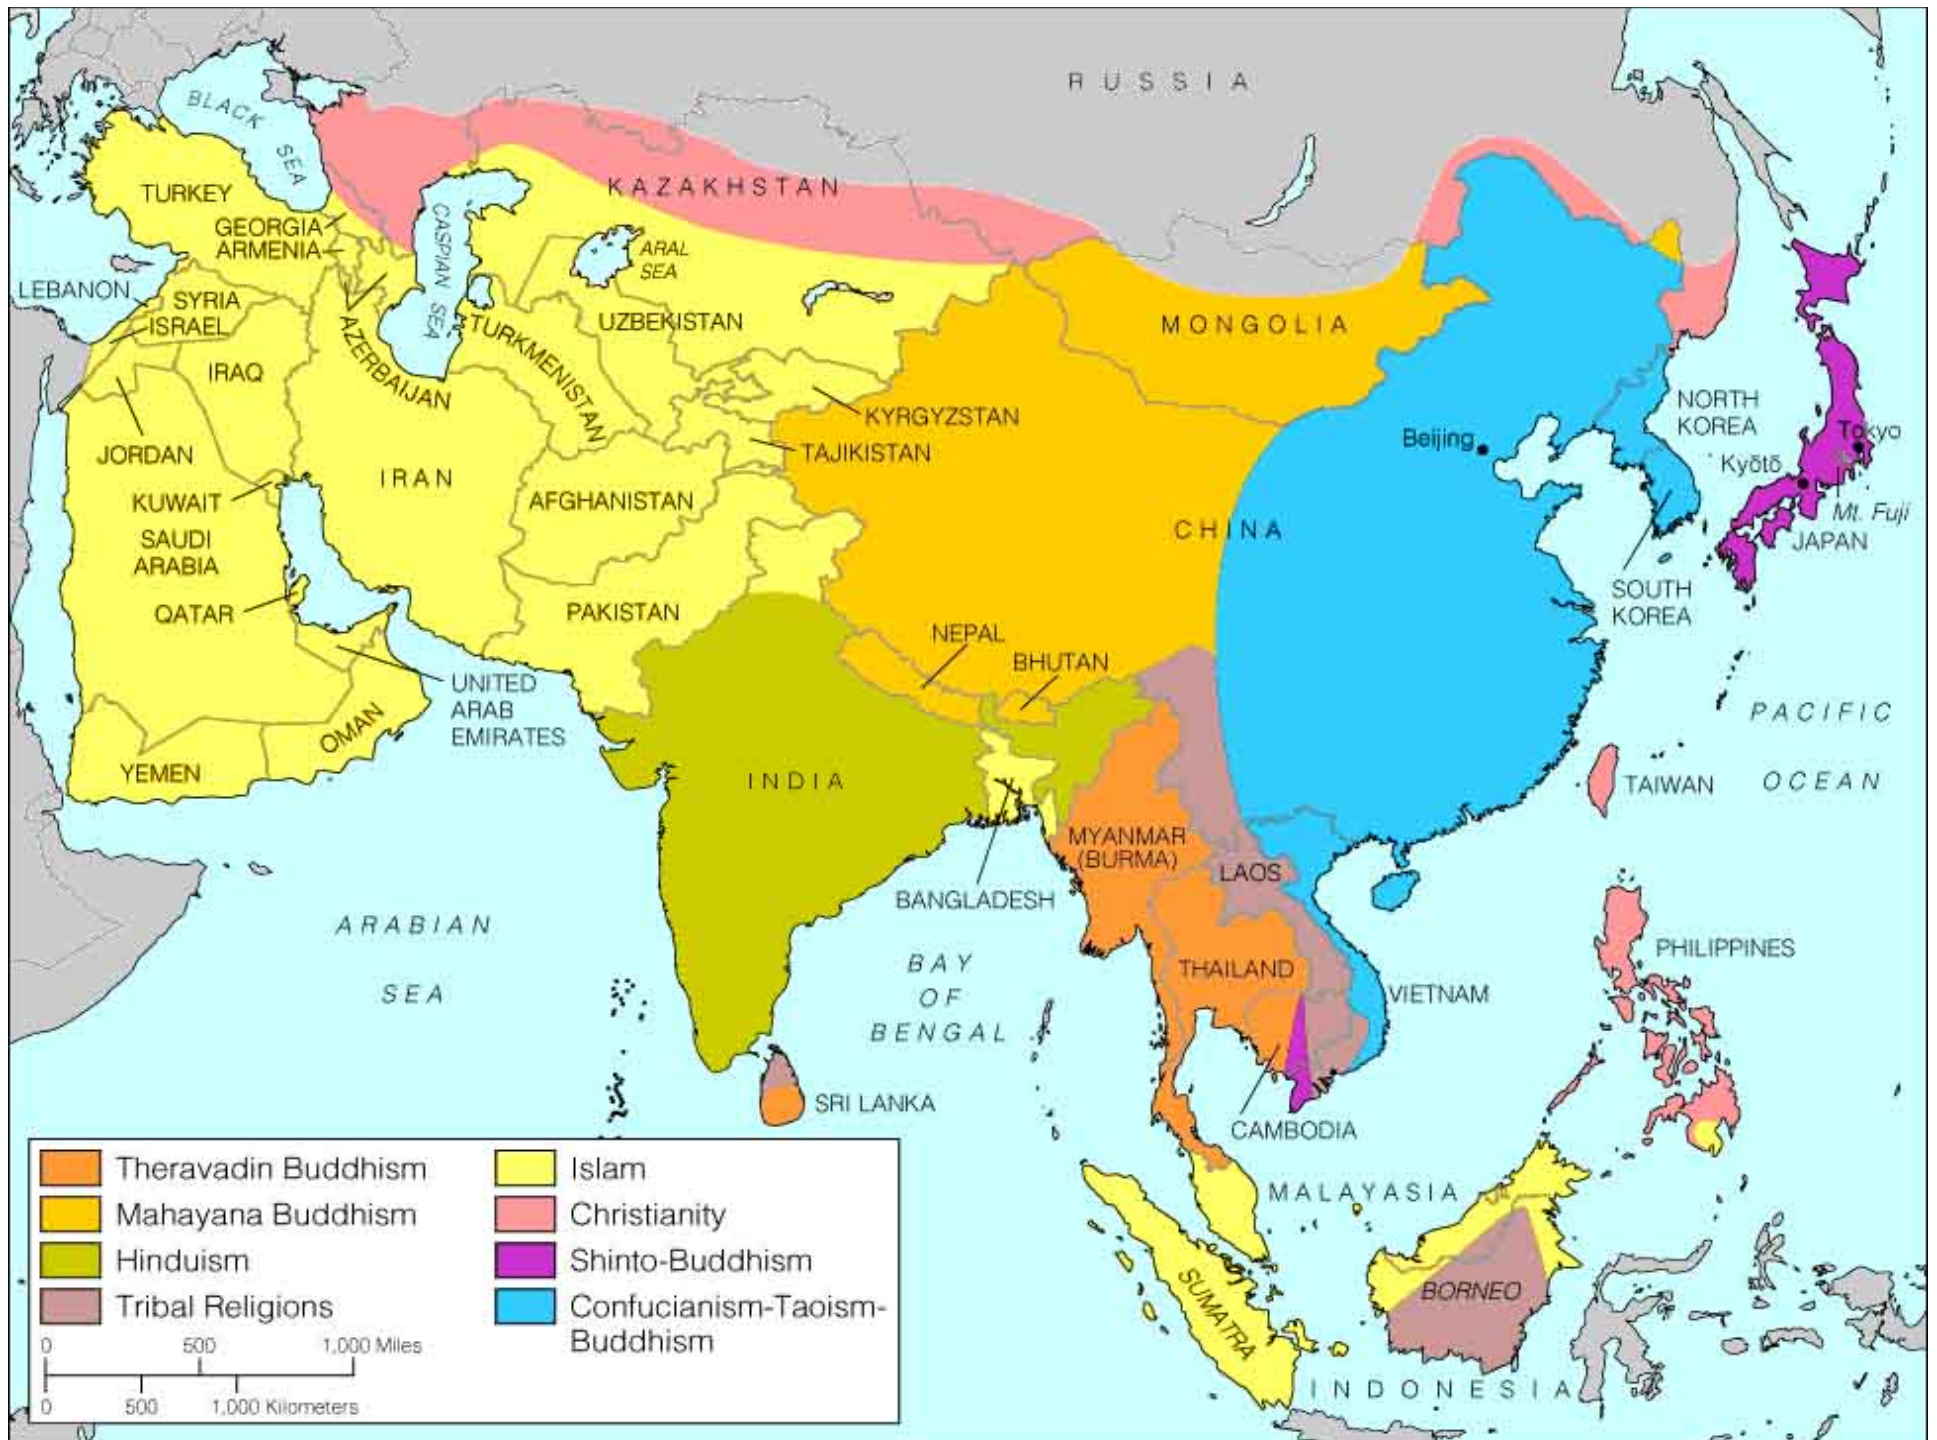 RUSSIA
BLACK
SEA
TURKEY
KAZAKHSTAN
GEORGIA
ARMENIA
CASPIAN SEA
ARAL
SEA
LEBANON
SYRIA
ISRAEL
AZERBAIJAN
TURKMENISTAN
UZBEKISTAN
MONGOLIA
IRAQ
KYRGYZSTAN
NORTH
KOREA
JORDAN
TAJIKISTAN
Beijing
Tokyo
Kyōtō
IRAN
KUWAIT
AFGHANISTAN
Mt. Fuji
JAPAN
SAUDI
ARABIA
CHINA
SOUTH
KOREA
QATAR
PAKISTAN
NEPAL
BHUTAN
UNITED
ARAB
EMIRATES
OMAN
YEMEN
PACIFIC
OCEAN
INDIA
TAIWAN
MYANMAR
(BURMA)
LAOS
BANGLADESH
ARABIAN
SEA
BAY
OF
BENGAL
THAILAND
VIETNAM
PHILIPPINES
SRI LANKA
CAMBODIA
MALAYASIA
SUMATRA
BORNEO
INDONESIA
Theravadin Buddhism
Mahayana Buddhism
Hinduism
Tribal Religions
Islam
Christianity
Shinto-Buddhism
Confucianism-Taoism-
Buddhism
0 500 1,000 Miles
0 500 1,000 Kilometers